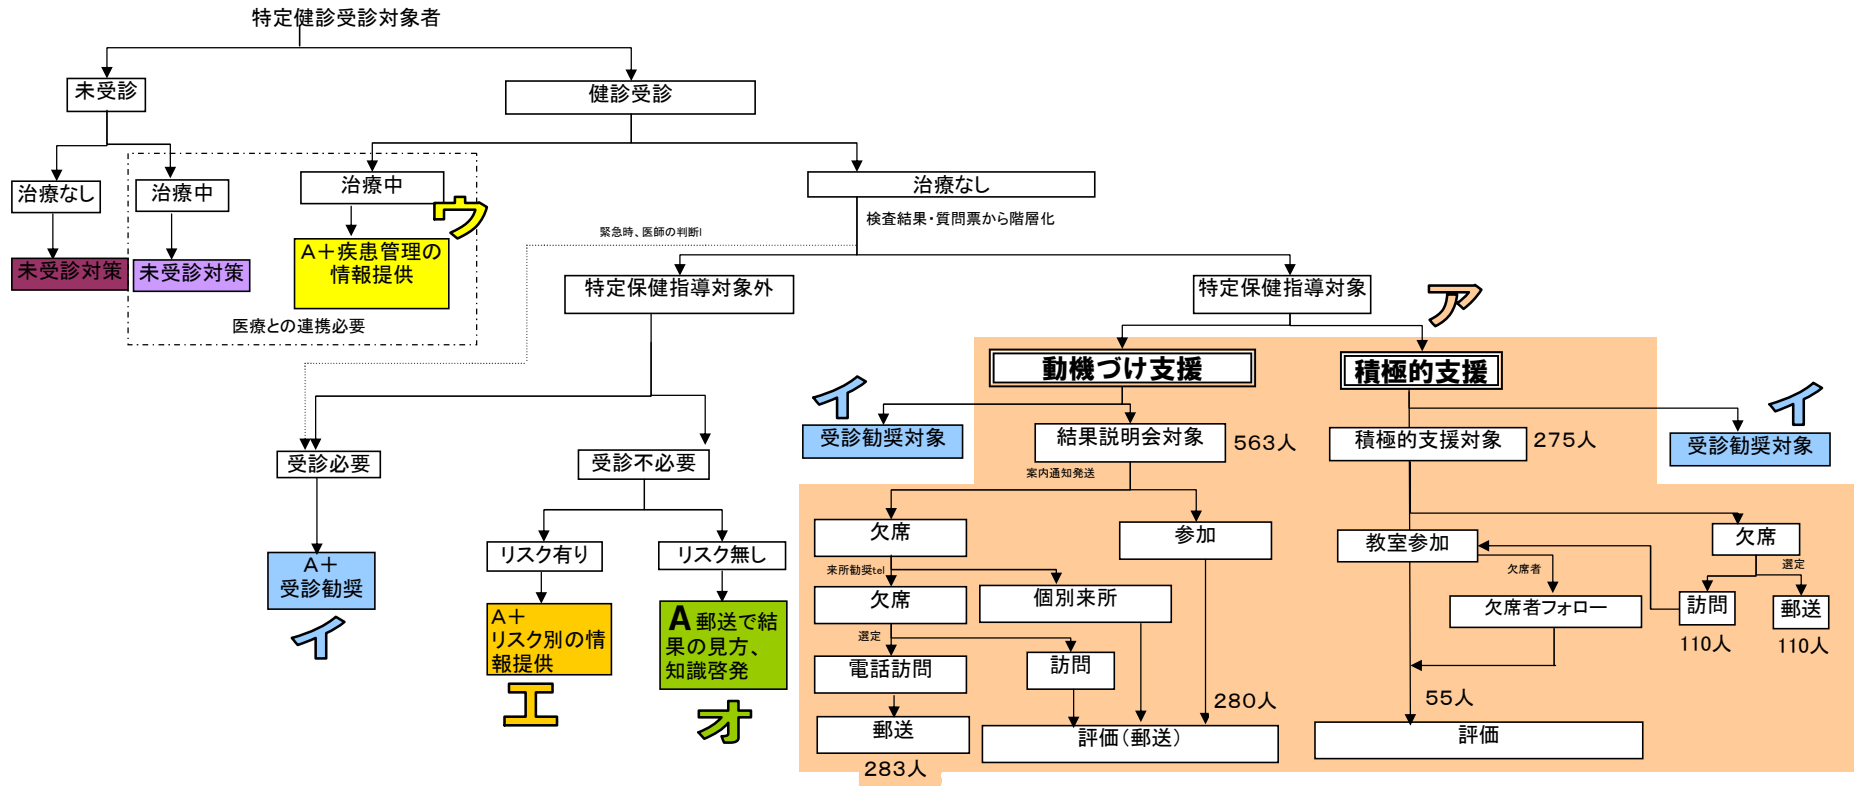 特定健診受診対象者
未受診
健診受診
治療なし
治療中
治療中
治療なし
ウ
検査結果・質問票から階層化
緊急時、医師の判断
未受診対策
未受診対策
A+疾患管理の
情報提供
医療との連携必要
特定保健指導対象外
特定保健指導対象
ア
動機づけ支援
積極的支援
イ
イ
受診勧奨対象
結果説明会対象
563人
積極的支援対象
275人
受診勧奨対象
受診必要
受診不必要
案内通知発送
欠席
参加
教室参加
欠席
リスク有り
リスク無し
来所勧奨tel
欠席者
選定
A+
受診勧奨
イ
欠席
個別来所
欠席者フォロー
訪問
郵送
110人
110人
A+
リスク別の情
報提供
エ
A 郵送で結
果の見方、
知識啓発
オ
選定
電話訪問
訪問
280人
55人
郵送
評価(郵送)
評価
283人